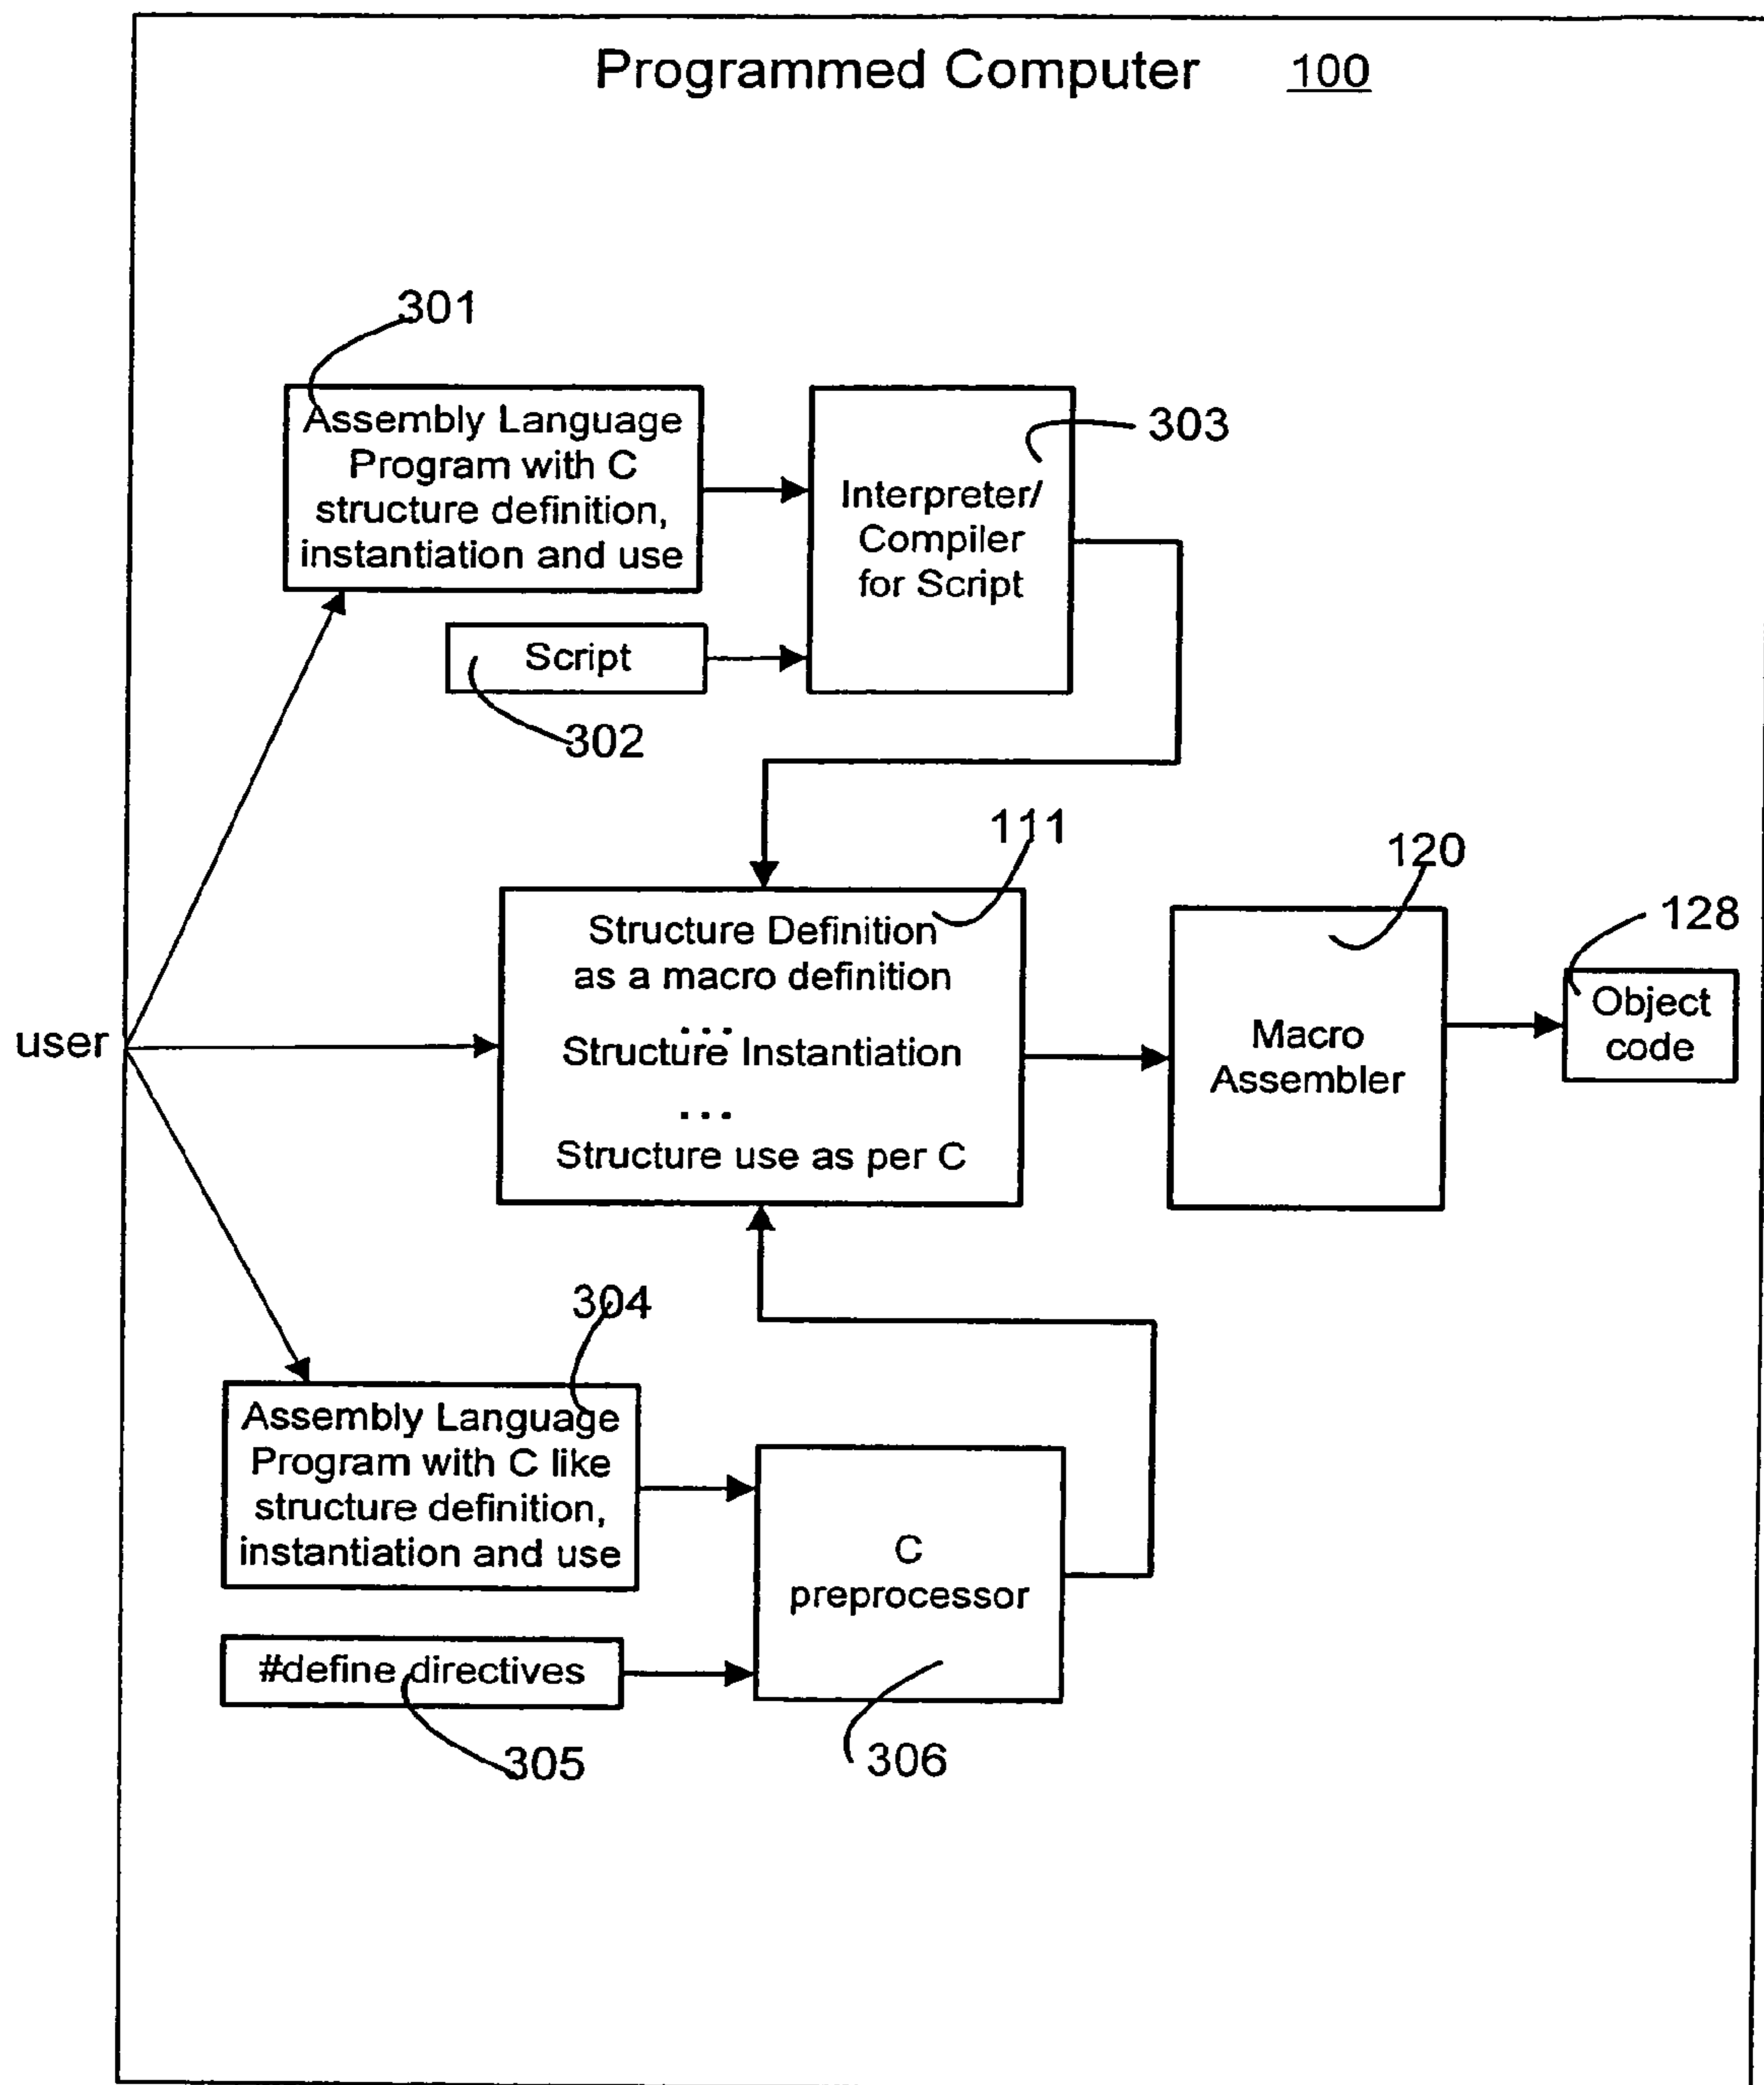 Programmed Computer 100
301
Assembly Language
Program with C
structure definition,
instantiation and use
303
Interpreter/
Compiler
for Script
Script
302
111
Structure Definition
as a macro definition
...
Structure Instantiation
...
Structure use as per C
120
Macro
Assembler
128
Object
code
user
304
Assembly Language
Program with C like
structure definition,
instantiation and use
C
preprocessor
#define directives
305
306